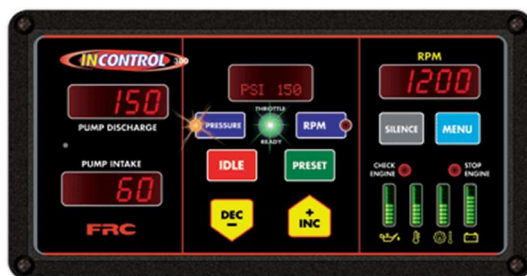 INCONTROL 300
150
PUMP DISCHARGE
PUMP INTAKE
60
FRC
PSI 150
THROTTLE
READY
PRESSURE
RPM
IDLE
PRESET
DEC
-
+
INC
RPM
1200
SILENCE
MENU
CHECK
ENGINE
STOP
ENGINE